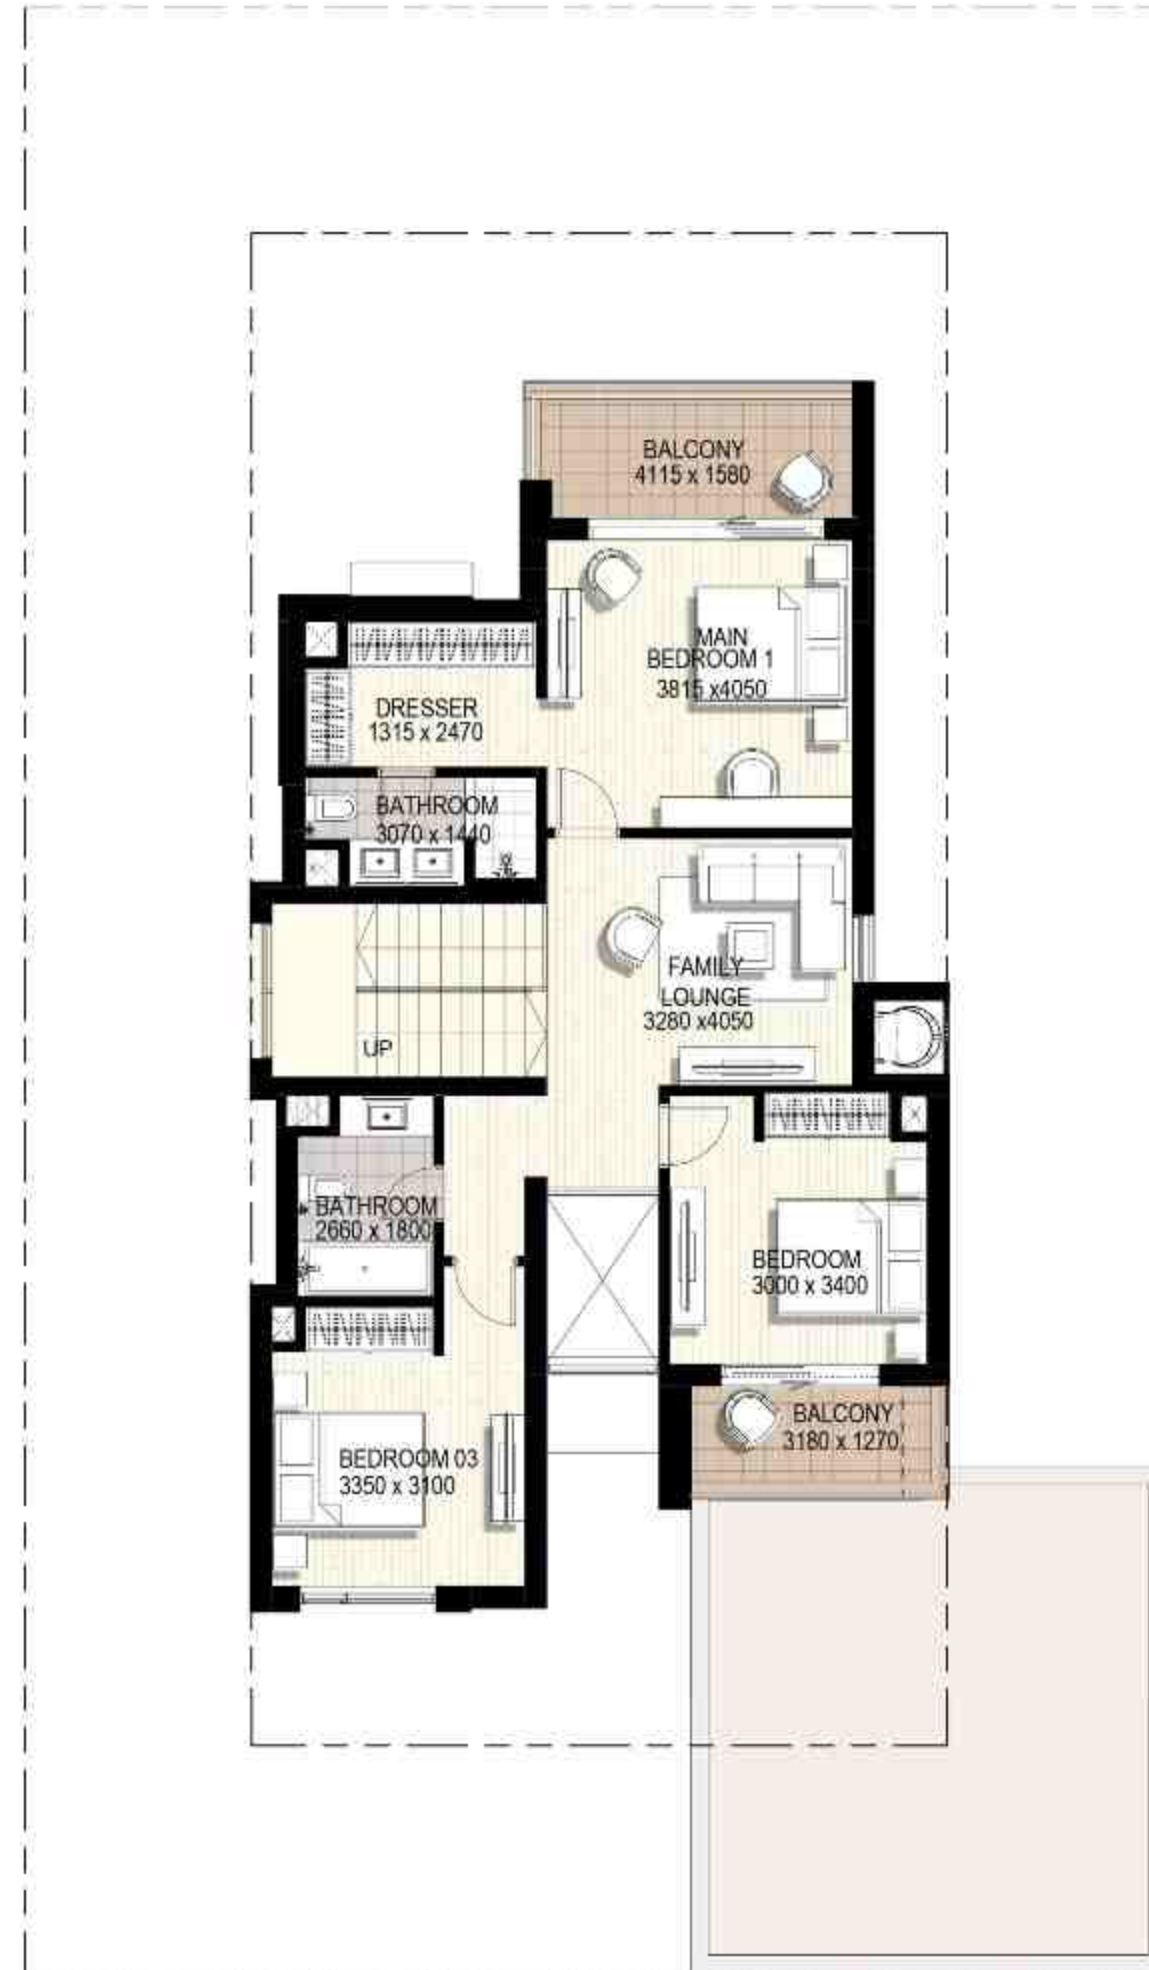 BALCONY
4115 x 1580
MAIN
BEDROOM 1
3815 x4050
DRESSER
1315 x 2470
BATHROOM
3070 x 1440
FAMILY
LOUNGE
3280 x4050
UP
BATHROOM
2660 x 1800
BEDROOM
3000 x 3400
BALCONY
3180 x 1270
BEDROOM 03
3350 x 3100